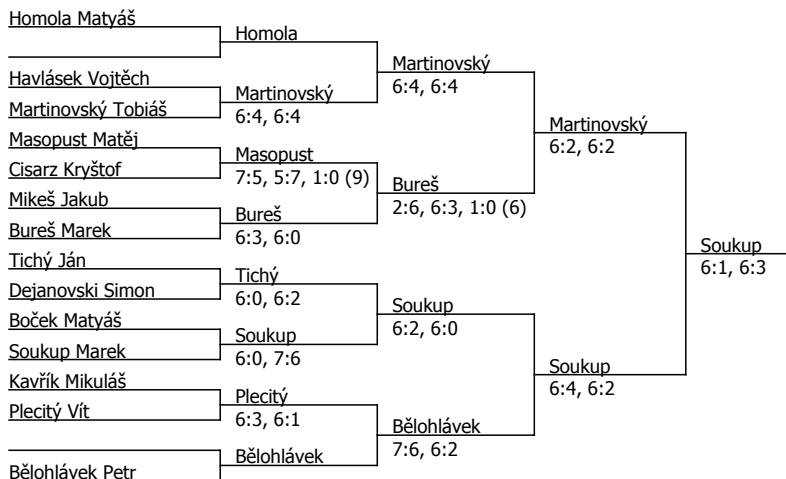 Homola Matyáš
Havlásek Vojtěch
Martinovský Tobiáš
Masopust Matěj
Cisarz Kryštof
Mikeš Jakub
Bureš Marek
Tichý Ján
Dejanovski Simon
Boček Matyáš
Soukup Marek
Kavřík Mikuláš
Plecitý Vít
Bělohlávek Petr
Homola
Martinovský
6:4, 6:4
Masopust
7:5, 5:7, 1:0 (9)
Bureš
6:3, 6:0
Tichý
6:0, 6:2
Soukup
6:0, 7:6
Plecitý
6:3, 6:1
Bělohlávek
Martinovský
6:4, 6:4
Bureš
2:6, 6:3, 1:0 (6)
Soukup
6:2, 6:0
Bělohlávek
7:6, 6:2
Martinovský
6:2, 6:2
Soukup
6:4, 6:2
Soukup
6:1, 6:3